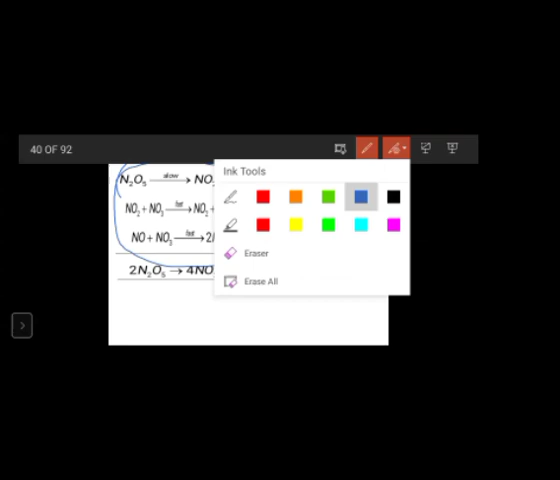 40 OF 92
Ink Tools
N₂O₅ —slow→ NO₂
NO₂ + NO₃ —fast→ NO₂ +
NO + NO₃ —fast→ 2
Eraser
2N₂O₅ → 4NO
Erase All